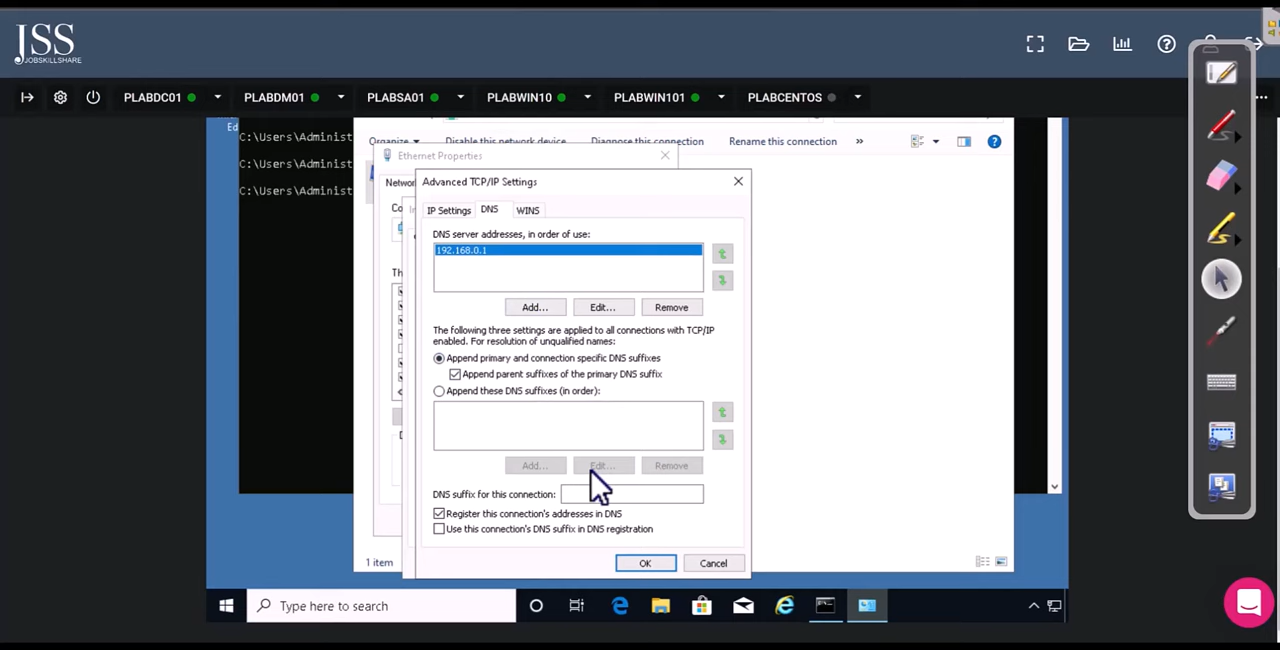 JSS
JOBSKILLSHARE
PLABDC01
PLABDM01
PLABSA01
PLABWIN10
PLABWIN101
PLABCENTOS
Ed
C:\Users\Administ
C:\Users\Administ
C:\Users\Administ
Organize
Disable this network device
Diagnose this connection
Rename this connection
»
Ethernet Properties
Networ
Co
Th
Advanced TCP/IP Settings
IP Settings
DNS
WINS
DNS server addresses, in order of use:
192.168.0.1
Add...
Edit...
Remove
The following three settings are applied to all connections with TCP/IP
enabled. For resolution of unqualified names:
Append primary and connection specific DNS suffixes
Append parent suffixes of the primary DNS suffix
Append these DNS suffixes (in order):
Add...
Edit...
Remove
DNS suffix for this connection:
Register this connection's addresses in DNS
Use this connection's DNS suffix in DNS registration
OK
Cancel
1 item
Type here to search